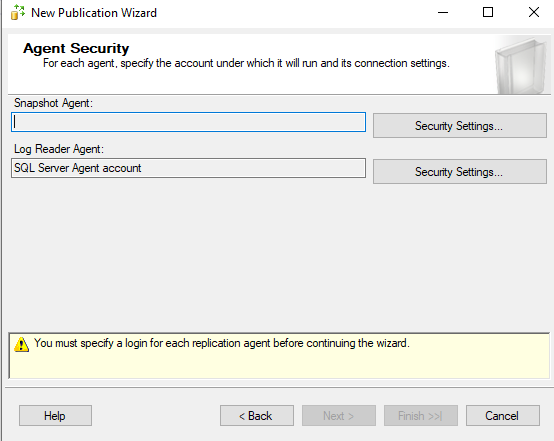 New Publication Wizard
Agent Security
For each agent, specify the account under which it will run and its connection settings.
Snapshot Agent:
Security Settings...
Log Reader Agent:
SQL Server Agent account
Security Settings...
You must specify a login for each replication agent before continuing the wizard.
Help
< Back
Next >
Finish >>|
Cancel